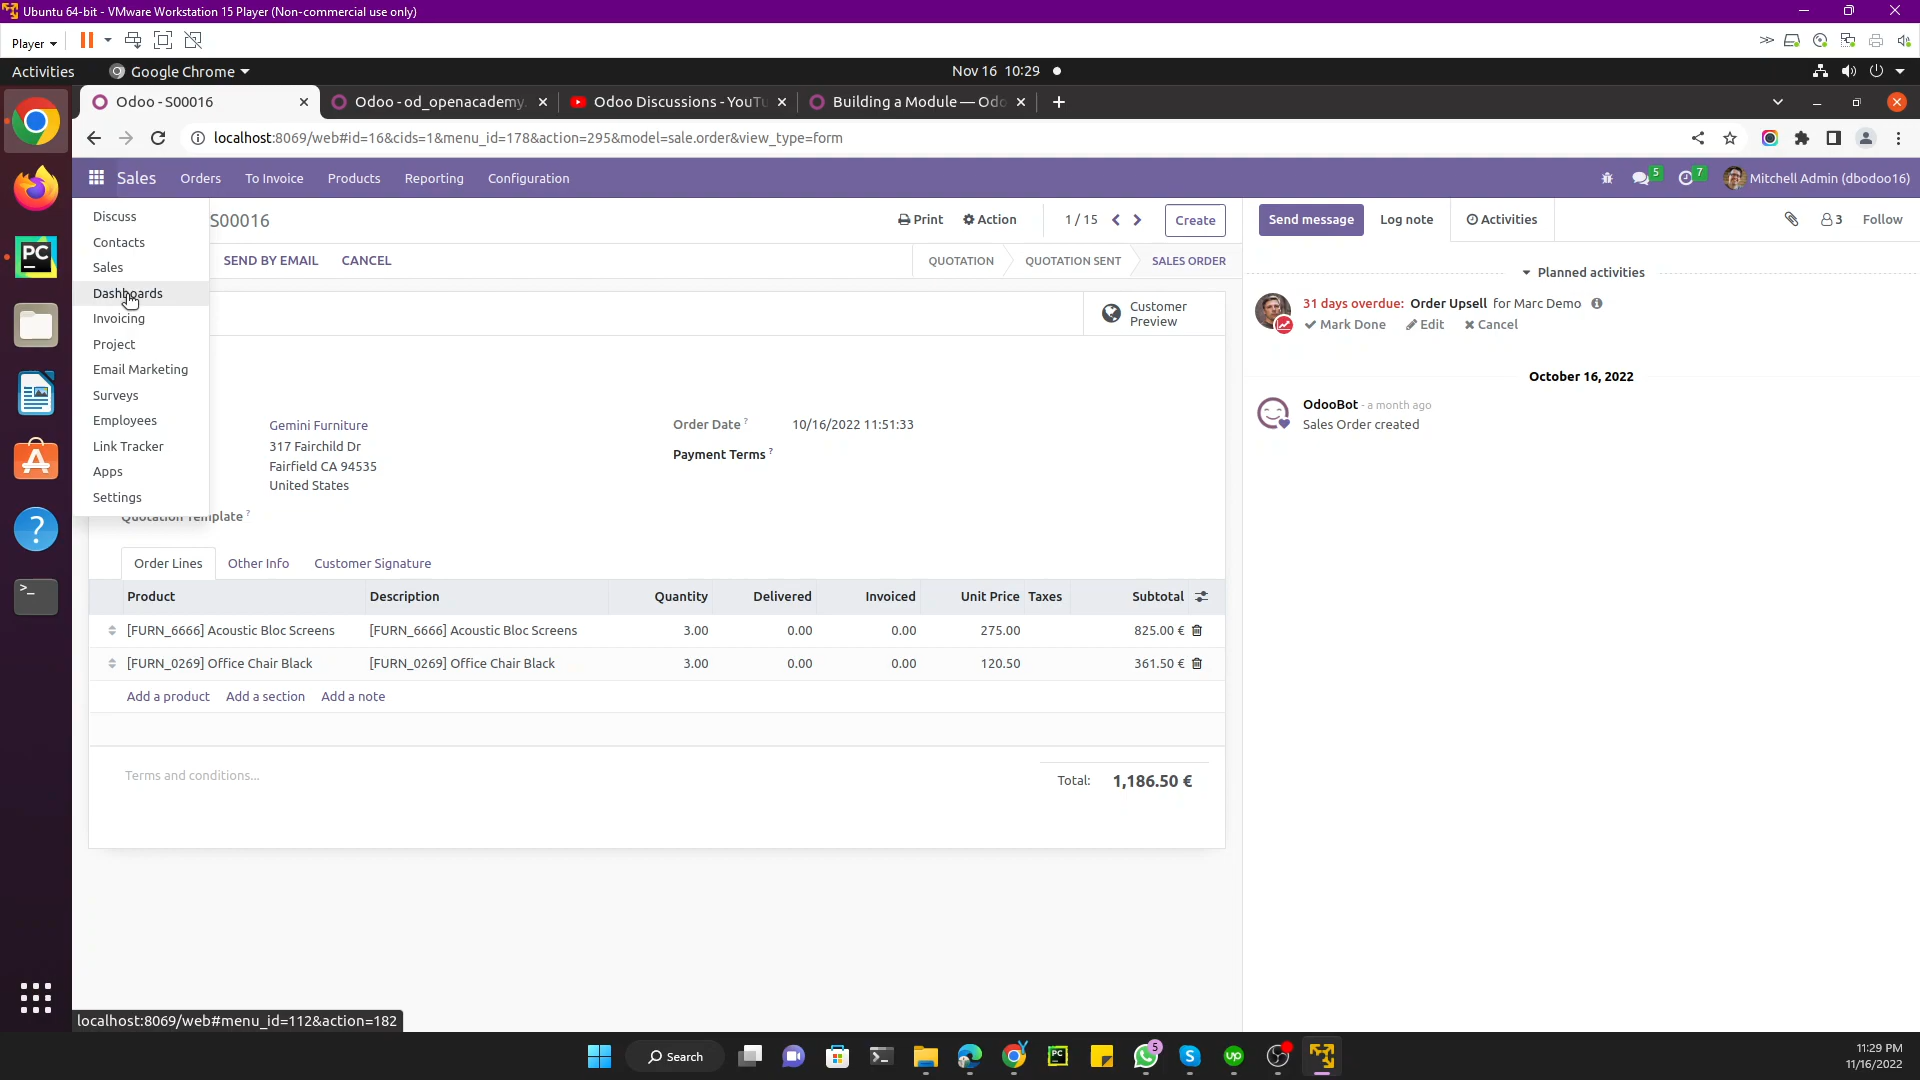 Ubuntu 64-bit - VMware Workstation 15 Player (Non-commercial use only)
Player
Activities
Google Chrome
Nov 16 10:29
Odoo - S00016
Odoo - od_openacademy
Odoo Discussions - YouTu
Building a Module — Odo
localhost:8069/web#id=16&cids=1&menu_id=178&action=295&model=sale.order&view_type=form
Sales
Orders
To Invoice
Products
Reporting
Configuration
5
7
Mitchell Admin (dbodoo16)
Discuss
Contacts
Sales
Dashboards
Invoicing
Project
Email Marketing
Surveys
Employees
Link Tracker
Apps
Settings
S00016
Print
Action
1 / 15
Create
SEND BY EMAIL
CANCEL
QUOTATION
QUOTATION SENT
SALES ORDER
Customer
Preview
Gemini Furniture
317 Fairchild Dr
Fairfield CA 94535
United States
Order Date ?
10/16/2022 11:51:33
Payment Terms ?
Quotation Template ?
Order Lines
Other Info
Customer Signature
Product Description Quantity Delivered Invoiced Unit Price Taxes Subtotal
[FURN_6666] Acoustic Bloc Screens [FURN_6666] Acoustic Bloc Screens 3.00 0.00 0.00 275.00 825.00 €
[FURN_0269] Office Chair Black [FURN_0269] Office Chair Black 3.00 0.00 0.00 120.50 361.50 €
Add a product Add a section Add a note
Terms and conditions...
Total: 1,186.50 €
Send message
Log note
Activities
3
Follow
Planned activities
31 days overdue: Order Upsell for Marc Demo
Mark Done Edit Cancel
October 16, 2022
OdooBot - a month ago
Sales Order created
localhost:8069/web#menu_id=112&action=182
Search
5
11:29 PM
11/16/2022